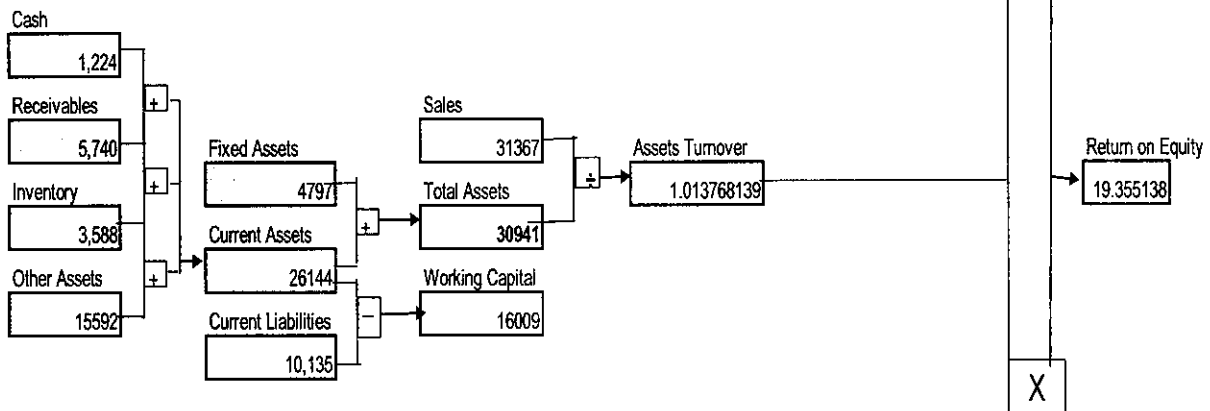 Cash
1,224
+
Receivables
5,740
+
Inventory
3,588
+
Other Assets
15592
Fixed Assets
4797
+
Current Assets
26144
−
Current Liabilities
10,135
Sales
31367
÷
Total Assets
30941
Working Capital
16009
Assets Turnover
1.013768139
Return on Equity
19.355138
X